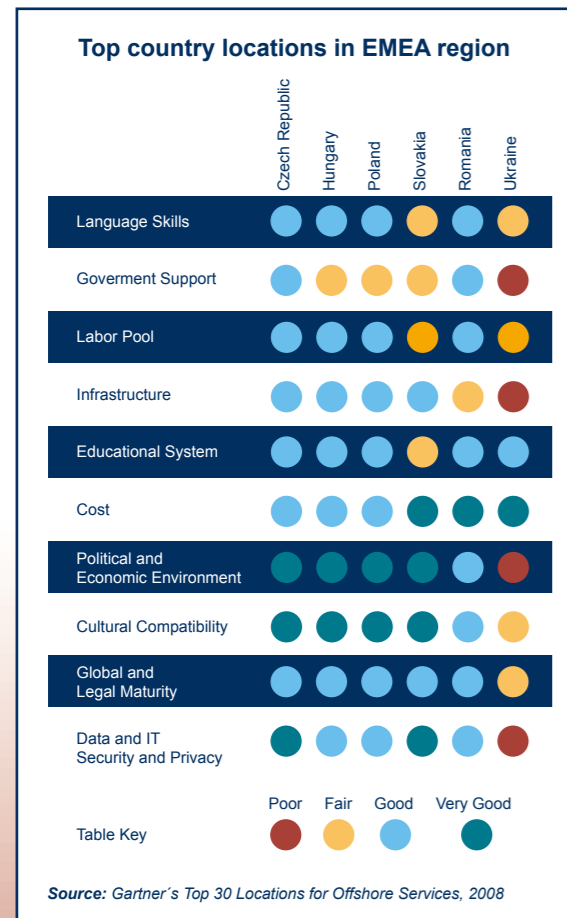 Top country locations in EMEA region
Czech Republic
Hungary
Poland
Slovakia
Romania
Ukraine
Language Skills
Goverment Support
Labor Pool
Infrastructure
Educational System
Cost
Political and
Economic Environment
Cultural Compatibility
Global and
Legal Maturity
Data and IT
Security and Privacy
Poor Fair Good Very Good
Table Key
Source: Gartner´s Top 30 Locations for Offshore Services, 2008